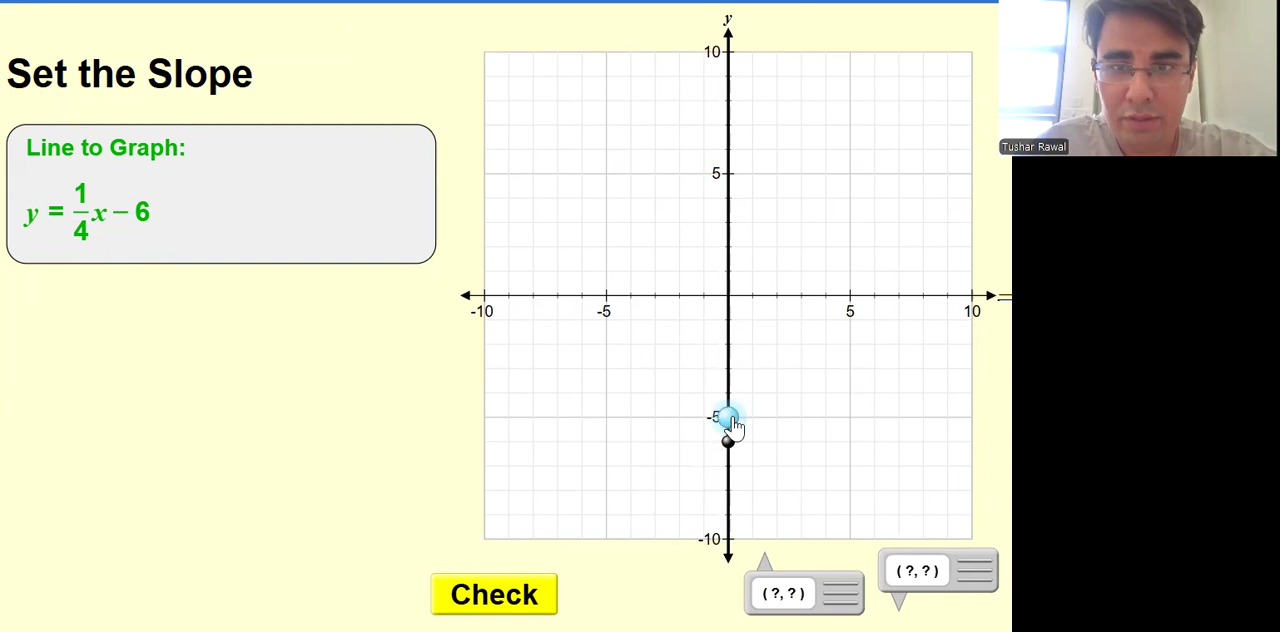 Set the Slope
Line to Graph:
y = 1/4 x − 6
y
10
5
-10
-5
5
10
-5
-10
Check
( ?, ? )
( ?, ? )
Tushar Rawal